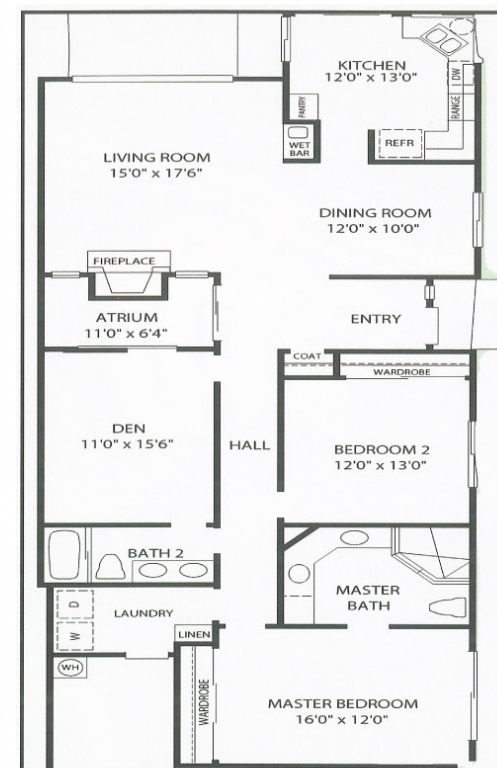 KITCHEN
12'0" x 13'0"
DW
RANGE
PANTRY
WET
BAR
REFR
LIVING ROOM
15'0" x 17'6"
DINING ROOM
12'0" x 10'0"
FIREPLACE
ATRIUM
11'0" x 6'4"
ENTRY
COAT
WARDROBE
DEN
11'0" x 15'6"
HALL
BEDROOM 2
12'0" x 13'0"
BATH 2
MASTER
BATH
D
LAUNDRY
W
LINEN
WH
WARDROBE
MASTER BEDROOM
16'0" x 12'0"